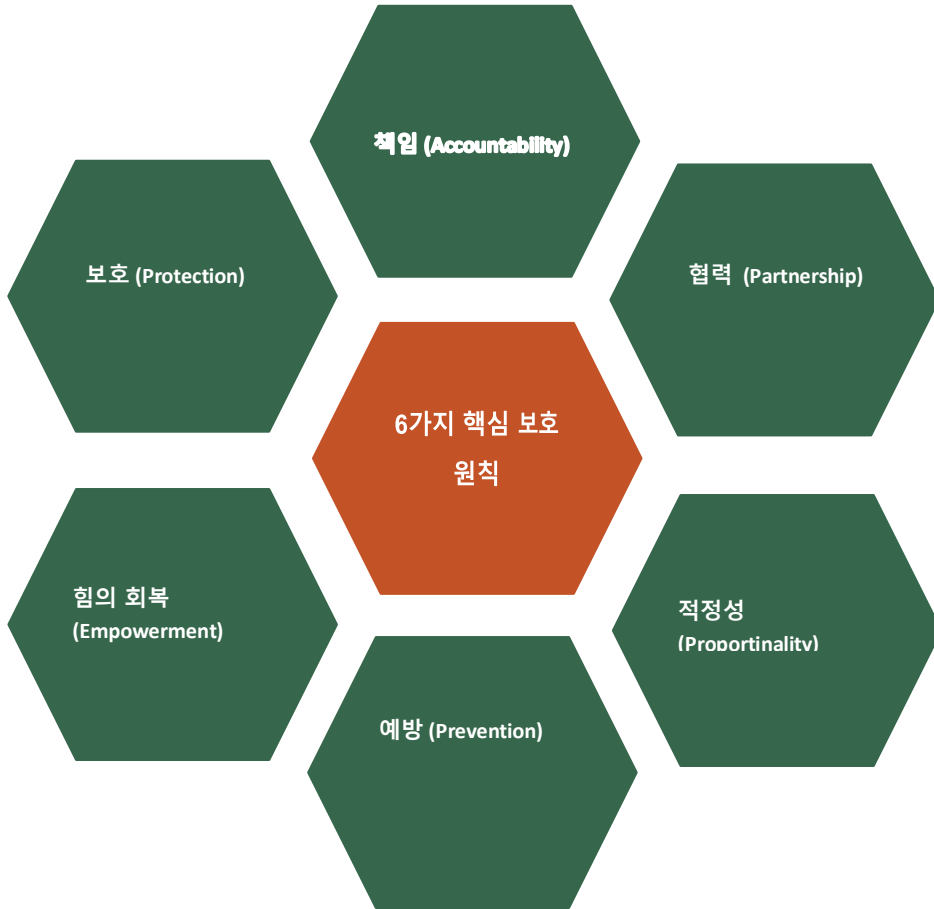 책임 (Accountability)
보호 (Protection)
협력 (Partnership)
6가지 핵심 보호
원칙
힘의 회복
(Empowerment)
적정성
(Proportinality)
예방 (Prevention)